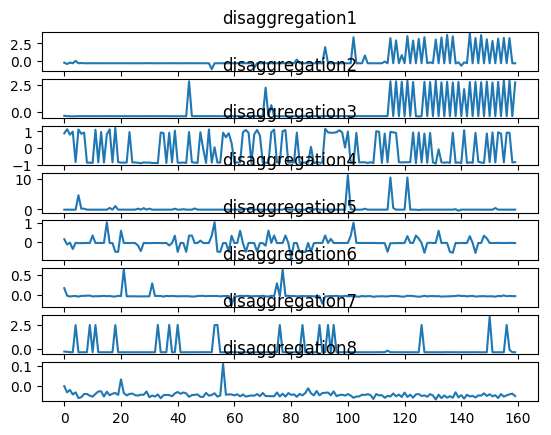 disaggregation1
2.5
0.0
disaggregation2
2.5
0.0
disaggregation3
1
0
−1
disaggregation4
10
0
disaggregation5
1
0
disaggregation6
0.5
0.0
disaggregation7
2.5
0.0
disaggregation8
0.1
0.0
0 20 40 60 80 100 120 140 160